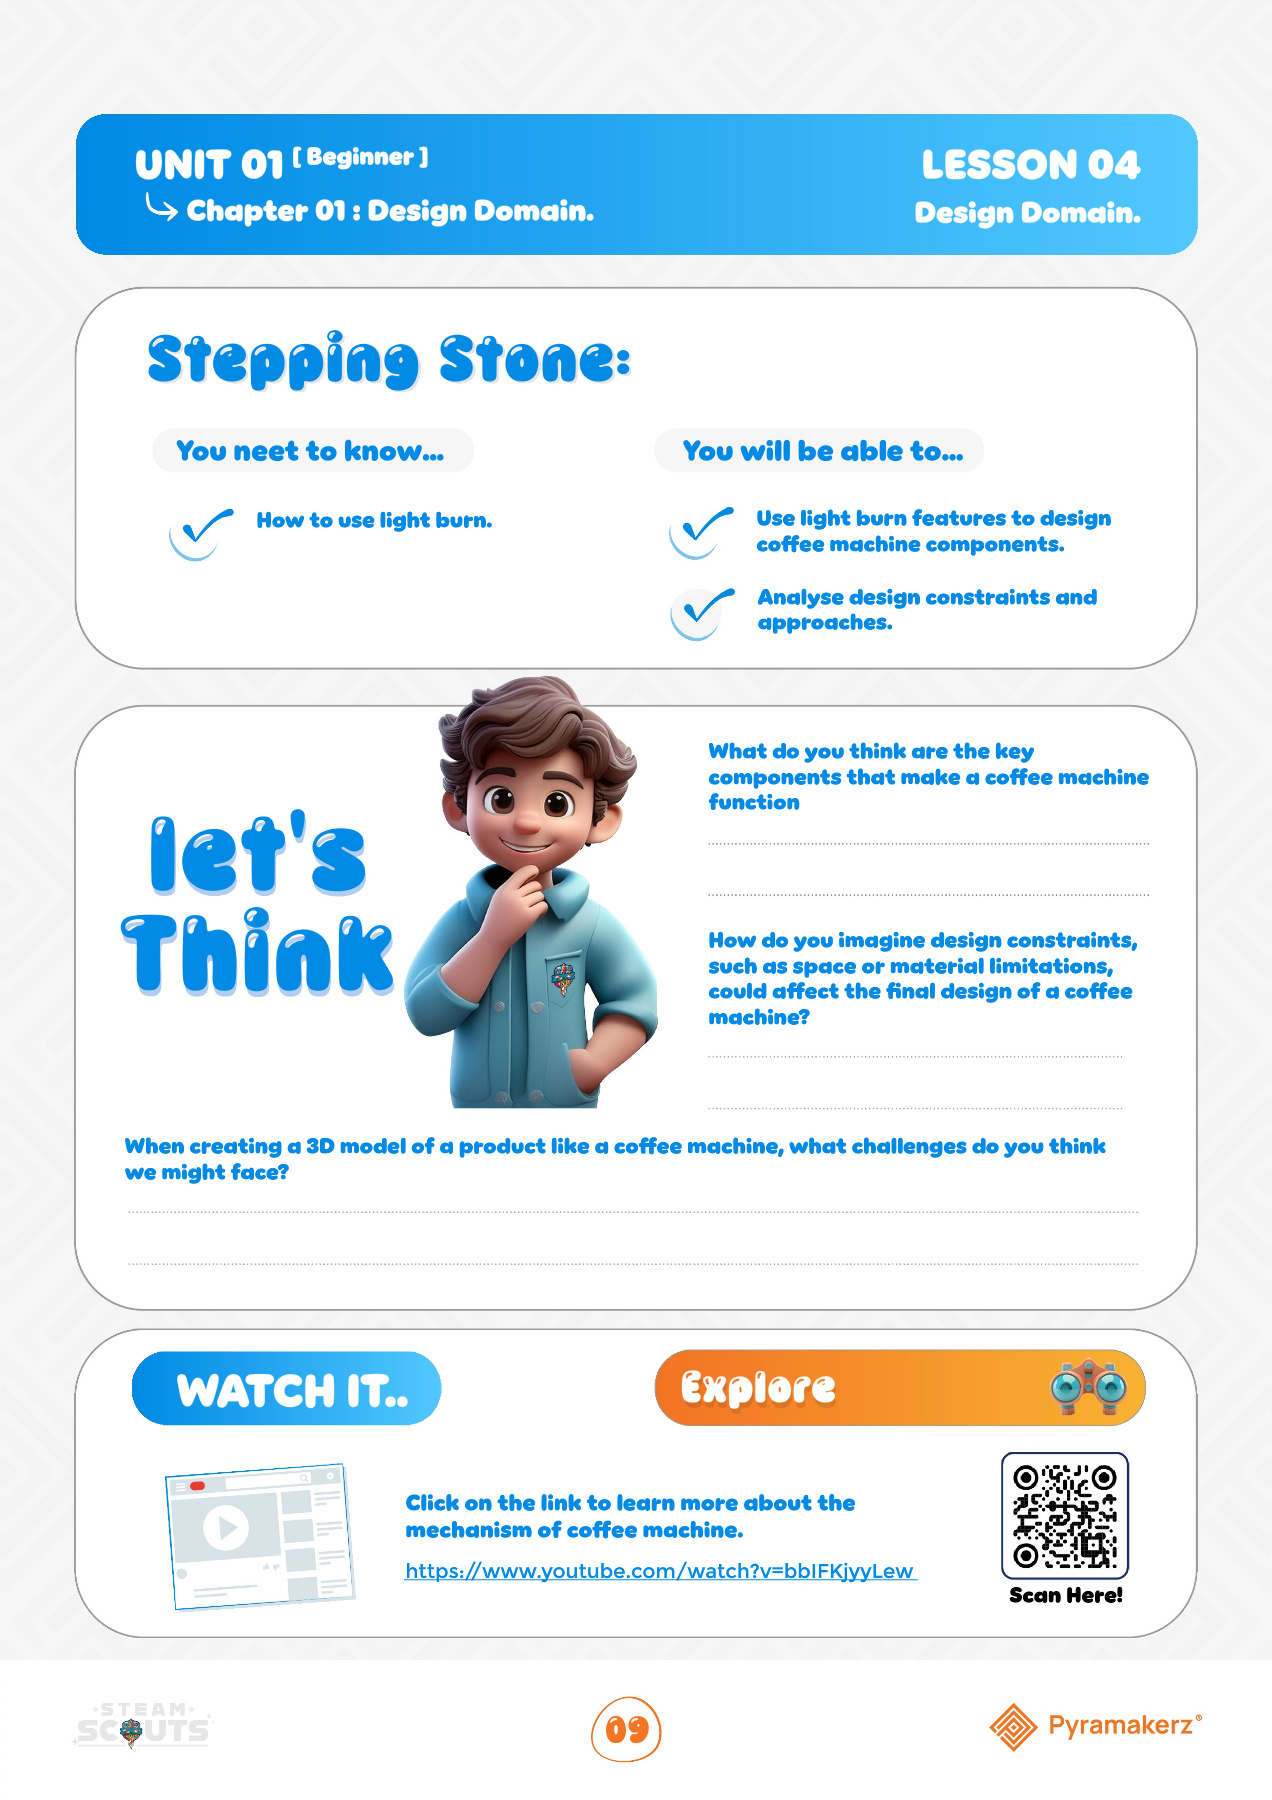 UNIT 01 [ Beginner ]
Chapter 01 : Design Domain.
LESSON 04
Design Domain.
Stepping Stone:
You neet to know...
How to use light burn.
You will be able to...
Use light burn features to design
coffee machine components.
Analyse design constraints and
approaches.
let's
Think
What do you think are the key
components that make a coffee machine
function
How do you imagine design constraints,
such as space or material limitations,
could affect the final design of a coffee
machine?
When creating a 3D model of a product like a coffee machine, what challenges do you think
we might face?
WATCH IT..
Explore
Click on the link to learn more about the
mechanism of coffee machine.
https://www.youtube.com/watch?v=bbIFKjyyLew
Scan Here!
STEAM
SCOUTS
09
Pyramakerz®